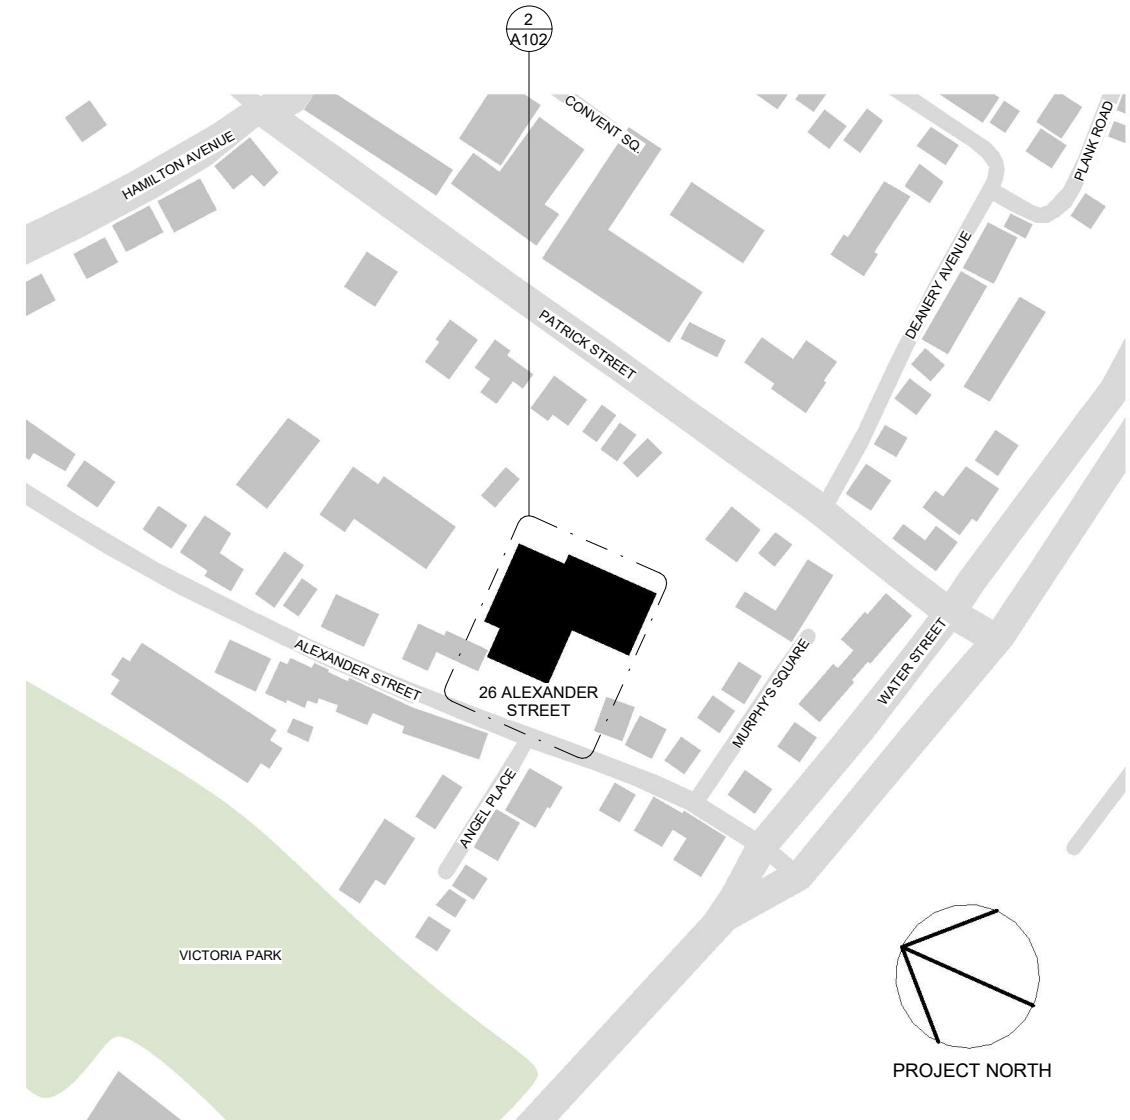 2
A102
CONVENT SQ.
HAMILTON AVENUE
PLANK ROAD
DEANERY AVENUE
PATRICK STREET
ALEXANDER STREET
26 ALEXANDER
STREET
MURPHY'S SQUARE
WATER STREET
ANGEL PLACE
VICTORIA PARK
PROJECT NORTH